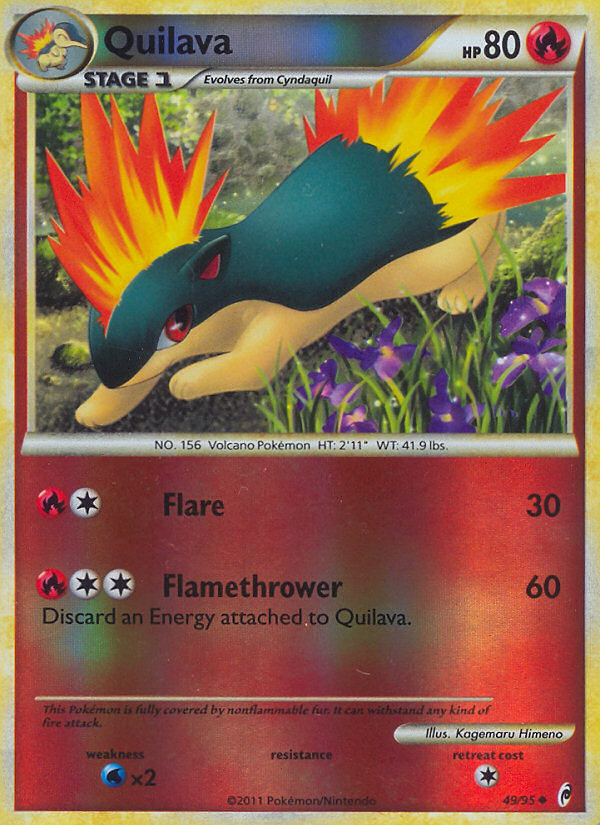 Quilava
HP 80
STAGE 1
Evolves from Cyndaquil
NO. 156 Volcano Pokémon HT: 2'11" WT: 41.9 lbs.
Flare 30
Flamethrower 60
Discard an Energy attached to Quilava.
This Pokémon is fully covered by nonflammable fur. It can withstand any kind of
fire attack.
Illus. Kagemaru Himeno
weakness resistance retreat cost
×2
©2011 Pokémon/Nintendo 49/95